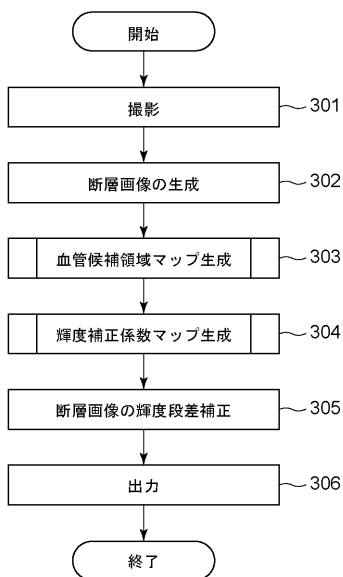 開始
撮影 301
断層画像の生成 302
血管候補領域マップ生成 303
輝度補正係数マップ生成 304
断層画像の輝度段差補正 305
出力 306
終了